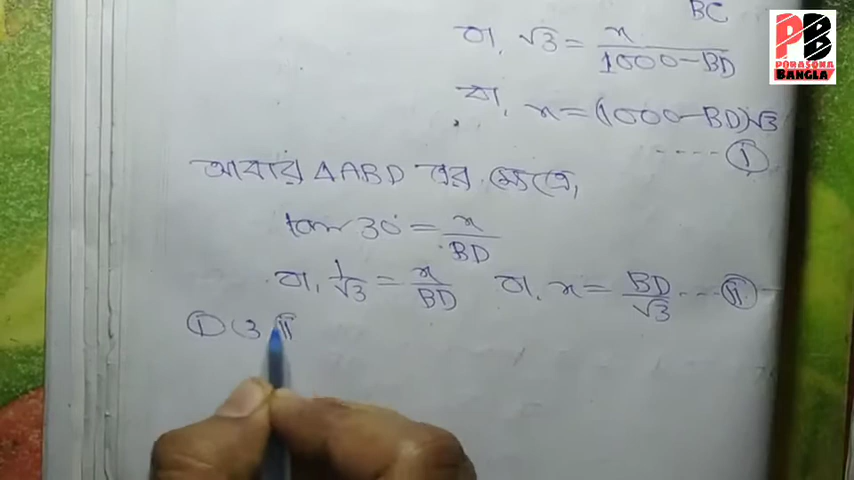 BC
বা, √3 = x / 1000-BD
বা, x = (1000-BD)√3
---- (i)
আবার ΔABD এর ক্ষেত্রে,
tan 30° = x / BD
বা, 1/√3 = x/BD বা, x = BD/√3 --- (ii)
(i) ও (ii)
PB
PORASONA
BANGLA